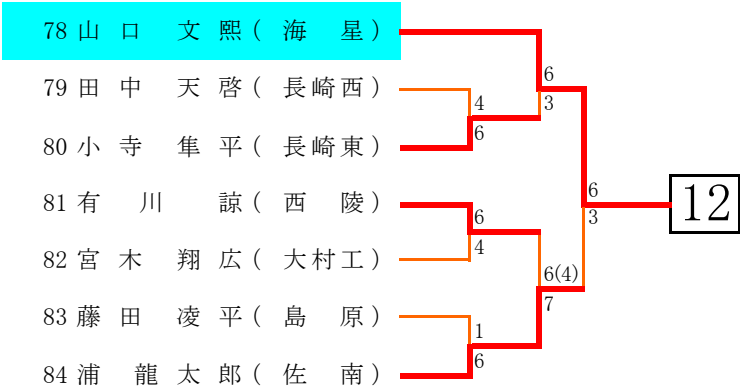 78 山口 文熙(海星)
6
79 田中 天啓(長崎西)
4
3
6
80 小寺 隼平(長崎東)
6
12
81 有川 諒(西陵)
6
3
4
82 宮木 翔広(大村工)
6(4)
7
83 藤田 凌平(島原)
1
6
84 浦 龍太郎(佐南)